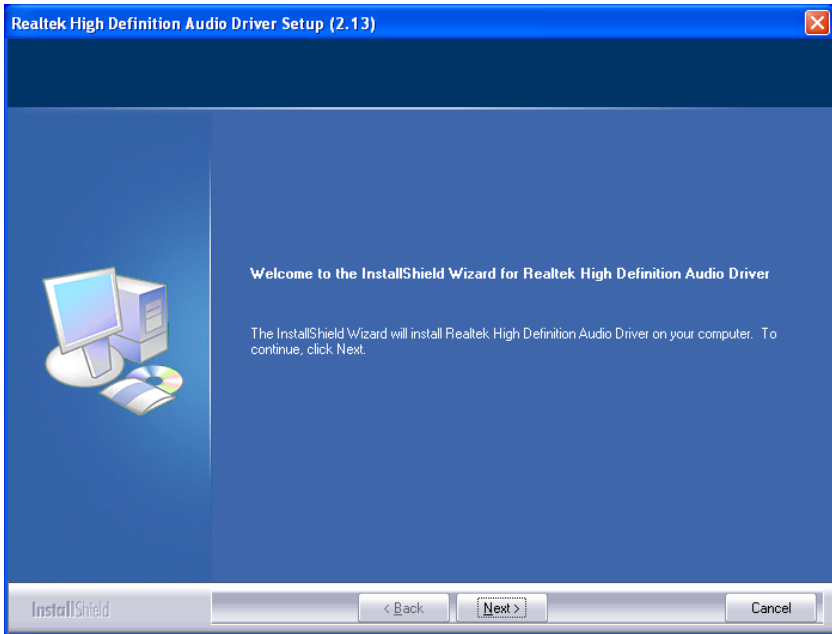 Realtek High Definition Audio Driver Setup (2.13)
Welcome to the InstallShield Wizard for Realtek High Definition Audio Driver
The InstallShield Wizard will install Realtek High Definition Audio Driver on your computer. To
continue, click Next.
InstallShield
< Back
Next >
Cancel